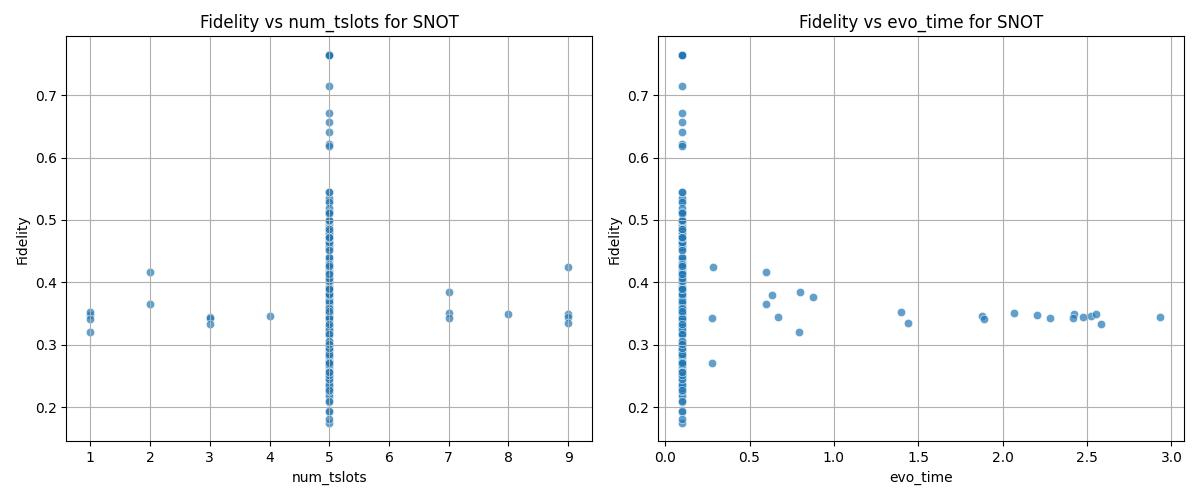 Fidelity vs num_tslots for SNOT
Fidelity
0.7
0.6
0.5
0.4
0.3
0.2
1 2 3 4 5 6 7 8 9
num_tslots
Fidelity vs evo_time for SNOT
Fidelity
0.7
0.6
0.5
0.4
0.3
0.2
0.0 0.5 1.0 1.5 2.0 2.5 3.0
evo_time